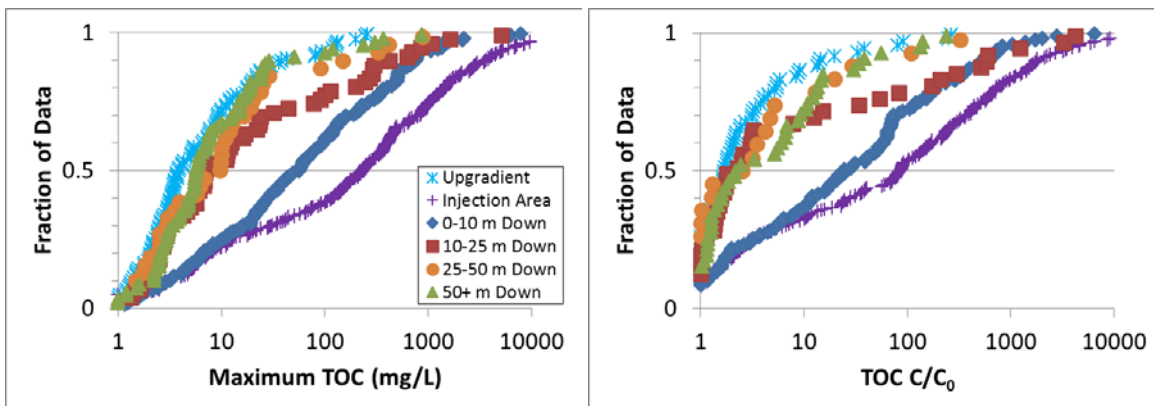 Fraction of Data
1
0.5
0
1
10
100
1000
10000
Maximum TOC (mg/L)
Upgradient
Injection Area
0-10 m Down
10-25 m Down
25-50 m Down
50+ m Down
Fraction of Data
1
0.5
0
1
10
100
1000
10000
TOC C/C₀